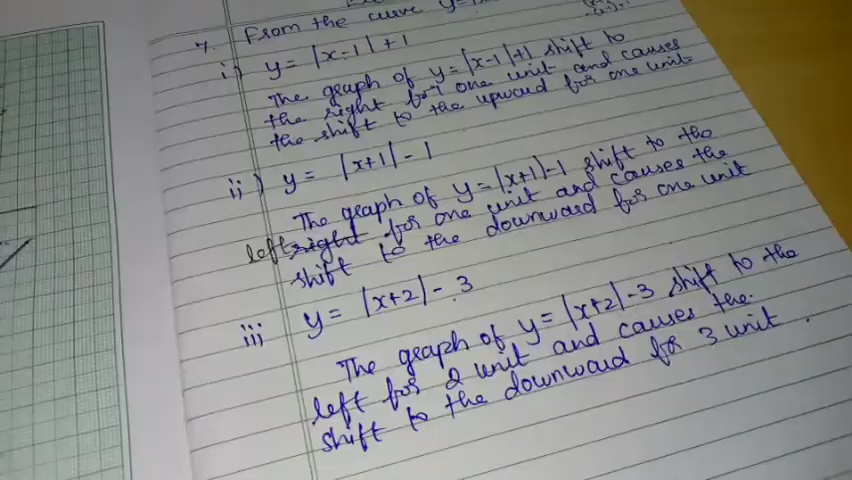 7. From the curve y=
i) y = |x-1| + 1
The graph of y=|x-1|+1 shift to
the right for one unit and causes
the shift to the upward for one unit
ii) y = |x+1| - 1
The graph of y=|x+1|-1 shift to the
left right for one unit and causes the
shift to the downward for one unit
iii y = |x+2| - 3
The graph of y=|x+2|-3 shift to the
left for 2 unit and causes the
shift to the downward for 3 unit.